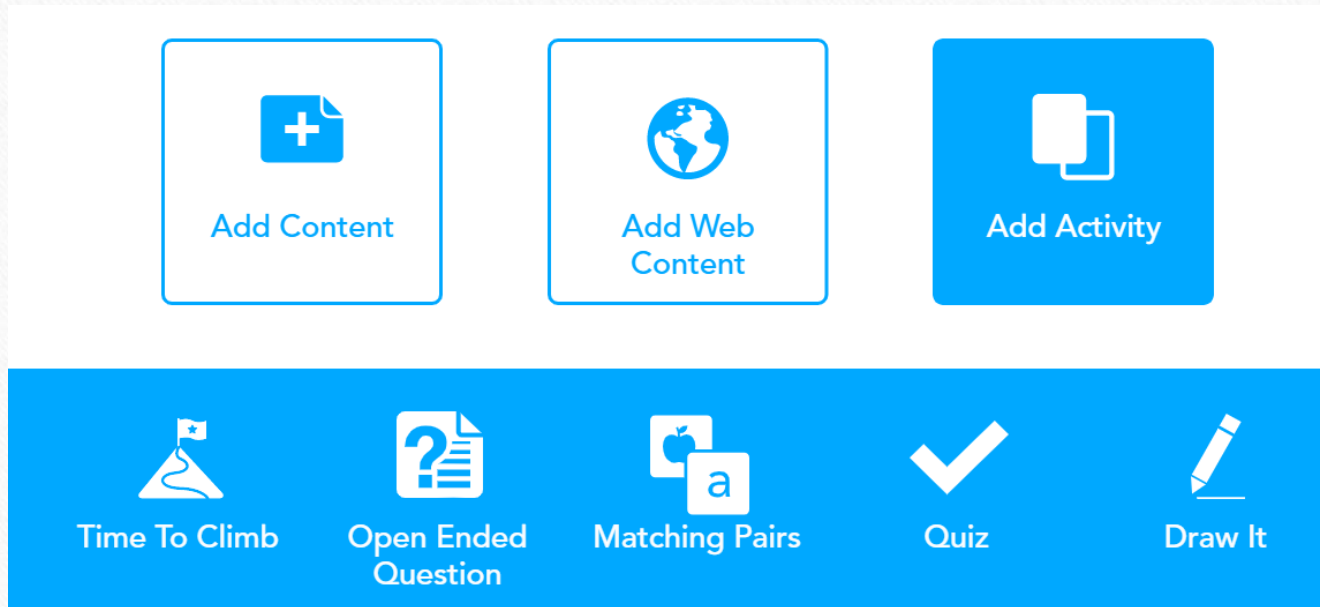 Add Content
Add Web
Content
Add Activity
a
Time To Climb
Open Ended
Question
Matching Pairs
Quiz
Draw It